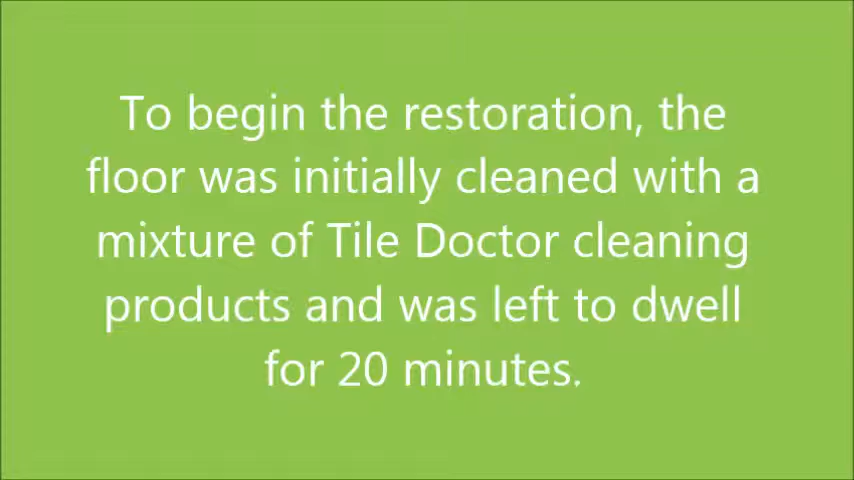 To begin the restoration, the
floor was initially cleaned with a
mixture of Tile Doctor cleaning
products and was left to dwell
for 20 minutes.